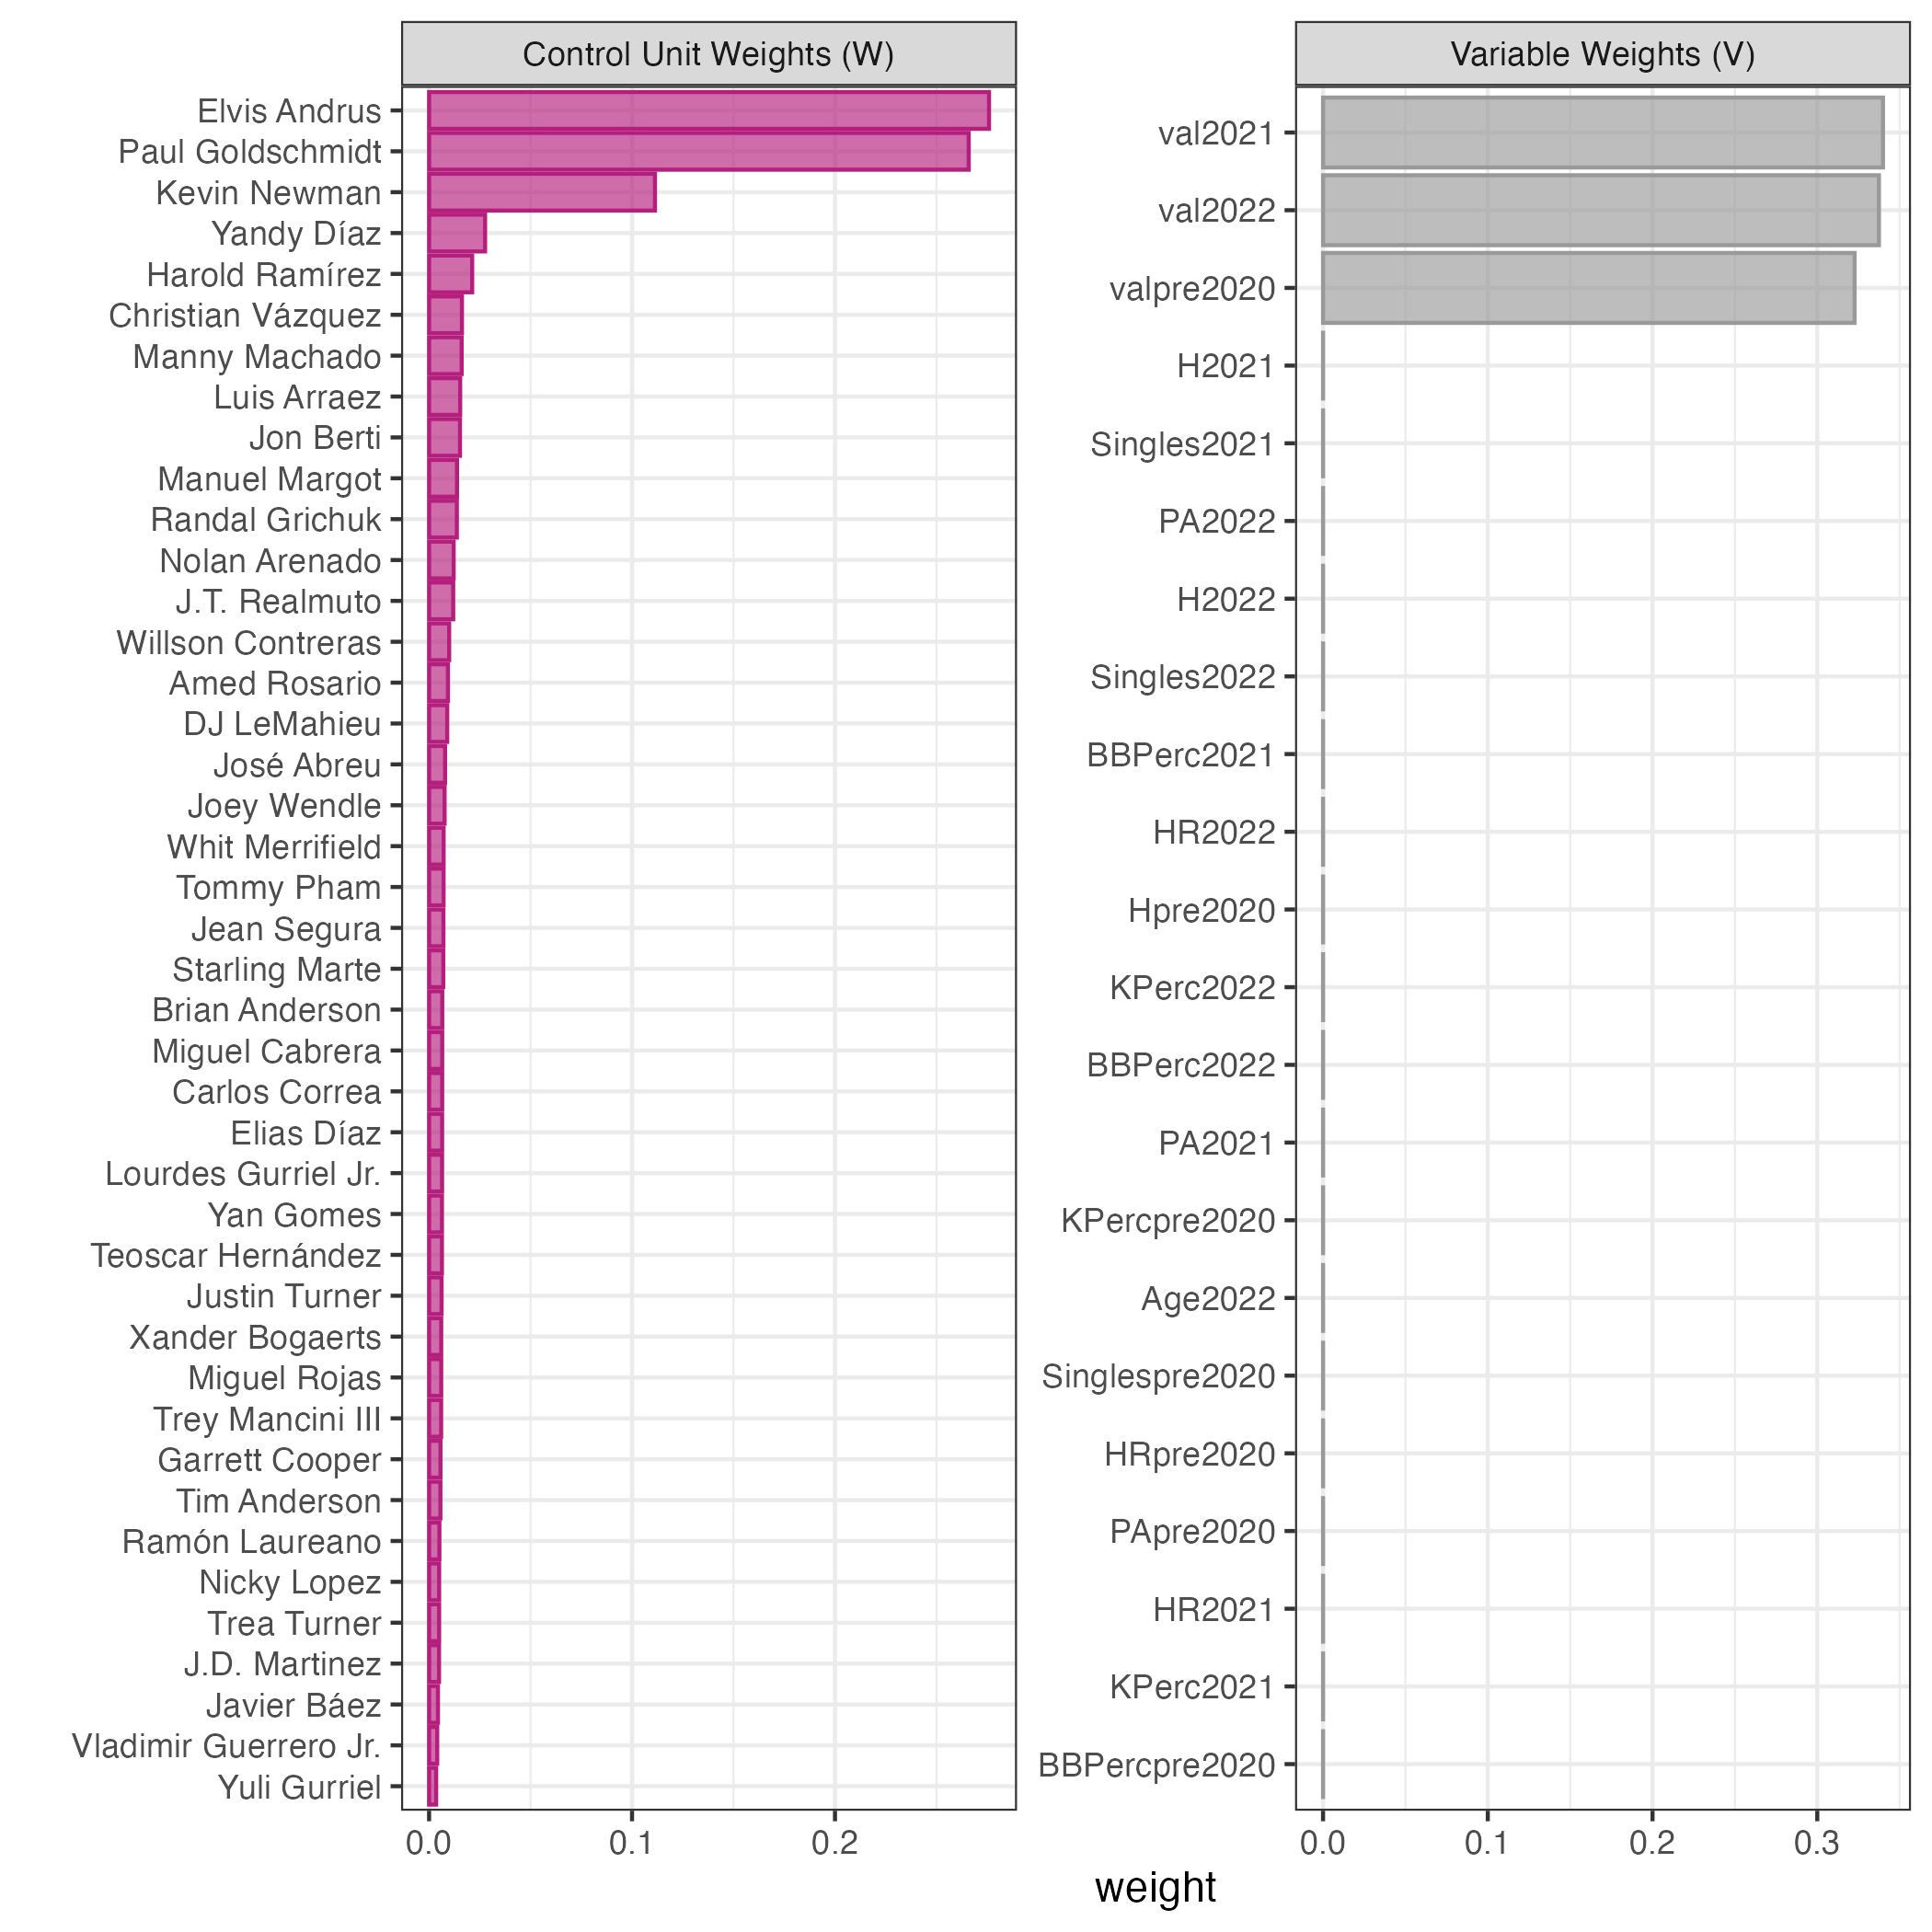 Control Unit Weights (W)
Elvis Andrus
Paul Goldschmidt
Kevin Newman
Yandy Díaz
Harold Ramírez
Christian Vázquez
Manny Machado
Luis Arraez
Jon Berti
Manuel Margot
Randal Grichuk
Nolan Arenado
J.T. Realmuto
Willson Contreras
Amed Rosario
DJ LeMahieu
José Abreu
Joey Wendle
Whit Merrifield
Tommy Pham
Jean Segura
Starling Marte
Brian Anderson
Miguel Cabrera
Carlos Correa
Elias Díaz
Lourdes Gurriel Jr.
Yan Gomes
Teoscar Hernández
Justin Turner
Xander Bogaerts
Miguel Rojas
Trey Mancini III
Garrett Cooper
Tim Anderson
Ramón Laureano
Nicky Lopez
Trea Turner
J.D. Martinez
Javier Báez
Vladimir Guerrero Jr.
Yuli Gurriel
0.0 0.1 0.2
Variable Weights (V)
val2021
val2022
valpre2020
H2021
Singles2021
PA2022
H2022
Singles2022
BBPerc2021
HR2022
Hpre2020
KPerc2022
BBPerc2022
PA2021
KPercpre2020
Age2022
Singlespre2020
HRpre2020
PApre2020
HR2021
KPerc2021
BBPercpre2020
0.0 0.1 0.2 0.3
weight